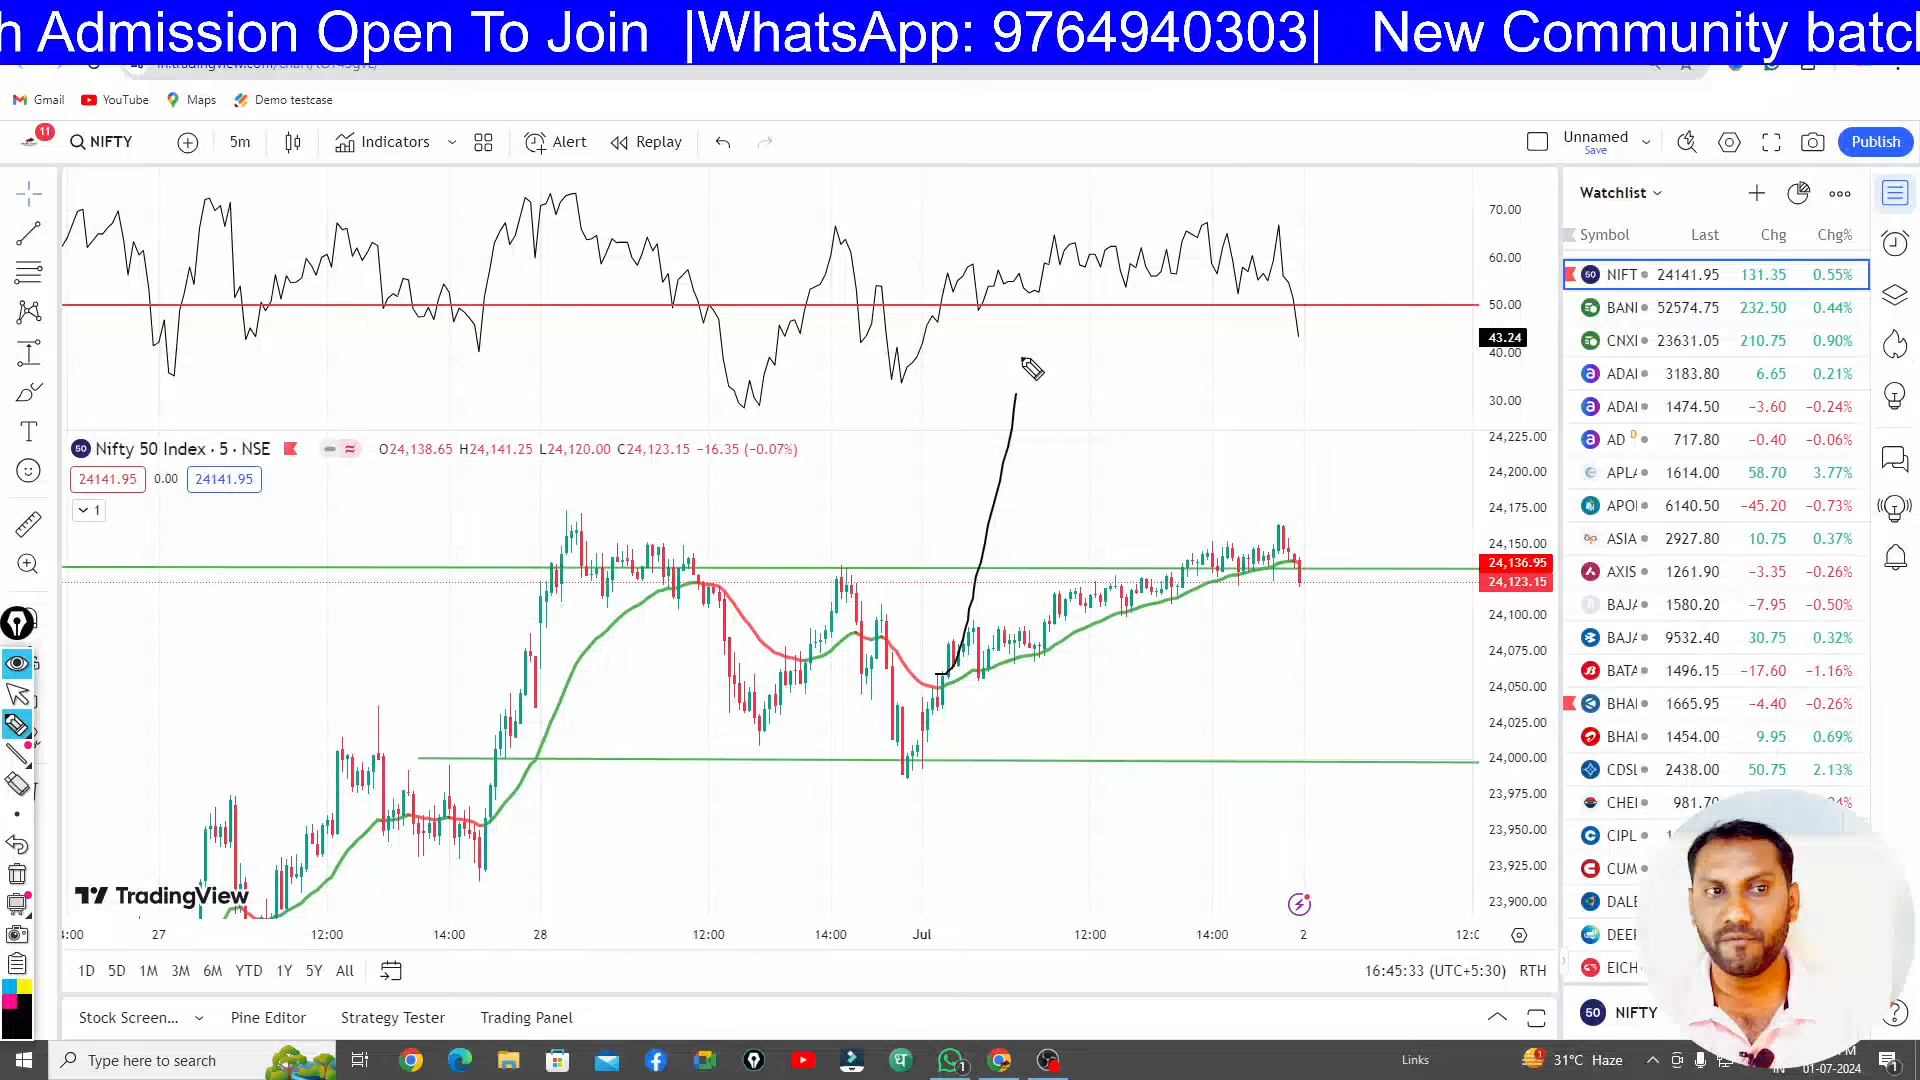 h Admission Open To Join |WhatsApp: 9764940303| New Community batc
Gmail YouTube Maps Demo testcase
11
NIFTY 5m Indicators Alert Replay Unnamed Save Publish
70.00
60.00
50.00
43.24
40.00
30.00
50 Nifty 50 Index · 5 · NSE O24,138.65 H24,141.25 L24,120.00 C24,123.15 −16.35 (−0.07%)
24141.95 0.00 24141.95
1
24,225.00
24,200.00
24,175.00
24,150.00
24,136.95
24,123.15
24,100.00
24,075.00
24,050.00
24,025.00
24,000.00
23,975.00
23,950.00
23,925.00
23,900.00
TradingView
27 12:00 14:00 28 12:00 14:00 Jul 12:00 14:00 2
1D 5D 1M 3M 6M YTD 1Y 5Y All 16:45:33 (UTC+5:30) RTH
Stock Screen... Pine Editor Strategy Tester Trading Panel
Watchlist
Symbol Last Chg Chg%
50 NIFT 24141.95 131.35 0.55%
BANI 52574.75 232.50 0.44%
CNXI 23631.05 210.75 0.90%
ADAI 3183.80 6.65 0.21%
ADAI 1474.50 −3.60 −0.24%
AD D 717.80 −0.40 −0.06%
APLA 1614.00 58.70 3.77%
APOI 6140.50 −45.20 −0.73%
ASIA 2927.80 10.75 0.37%
AXIS 1261.90 −3.35 −0.26%
BAJA 1580.20 −7.95 −0.50%
BAJA 9532.40 30.75 0.32%
BATA 1496.15 −17.60 −1.16%
BHAI 1665.95 −4.40 −0.26%
BHAI 1454.00 9.95 0.69%
CDSL 2438.00 50.75 2.13%
CHEI 981.70
CIPL
CUM
DALE
DEEF
EICH
50 NIFTY
Type here to search Links 31°C Haze 01-07-2024